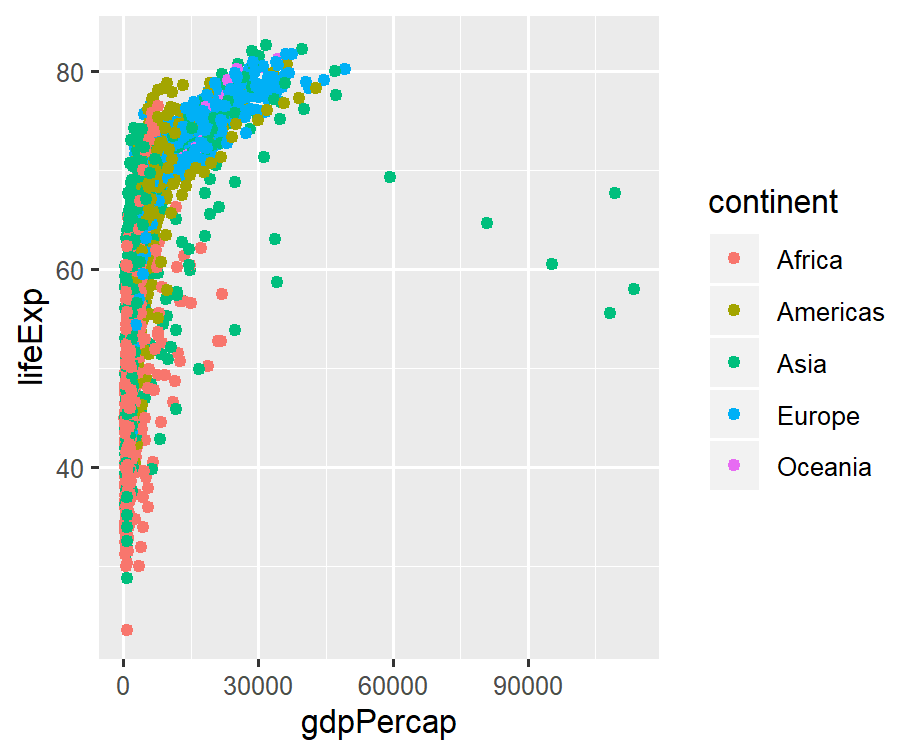 lifeExp
80
60
40
0
30000
60000
90000
gdpPercap
continent
Africa
Americas
Asia
Europe
Oceania